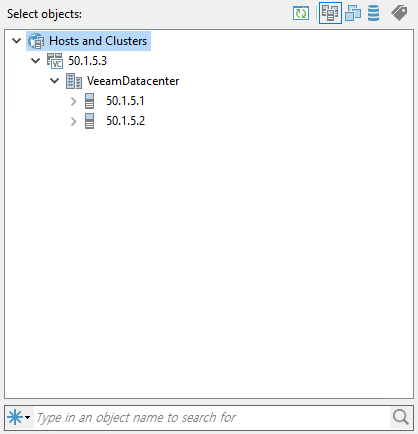 Select objects:
Hosts and Clusters
VC 50.1.5.3
VeeamDatacenter
50.1.5.1
50.1.5.2
Type in an object name to search for